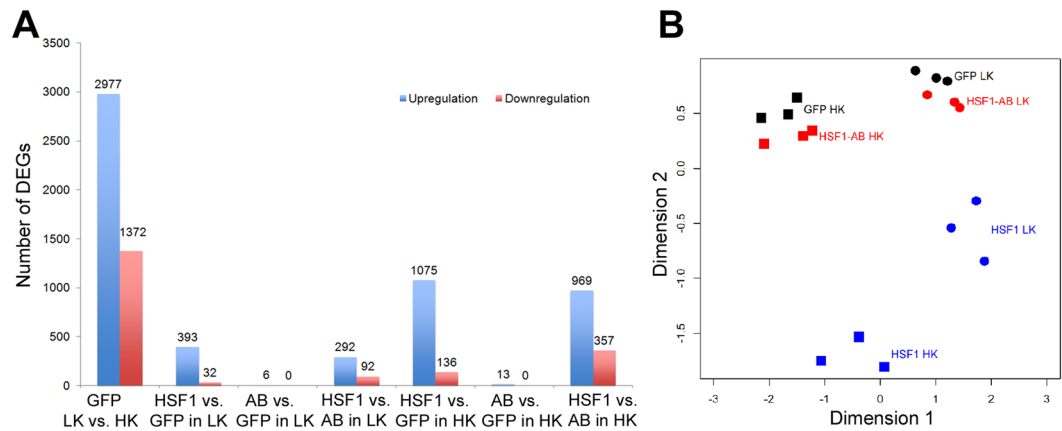 A
Number of DEGs
3500
3000
2500
2000
1500
1000
500
0
Upregulation
Downregulation
2977
1372
393
32
6
0
292
92
1075
136
13
0
969
357
GFP
LK vs. HK
HSF1 vs.
GFP in LK
AB vs.
GFP in LK
HSF1 vs.
AB in LK
HSF1 vs.
GFP in HK
AB vs.
GFP in HK
HSF1 vs.
AB in HK
B
Dimension 2
0.5
0.0
-0.5
-1.0
-1.5
GFP LK
HSF1-AB LK
GFP HK
HSF1-AB HK
HSF1 LK
HSF1 HK
-3
-2
-1
0
1
2
3
Dimension 1